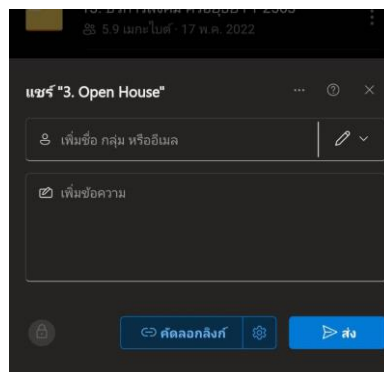 5.9 เมกะไบต์ · 17 พ.ค. 2022
แชร์ "3. Open House"
เพิ่มชื่อ กลุ่ม หรืออีเมล
เพิ่มข้อความ
คัดลอกลิงก์
ส่ง